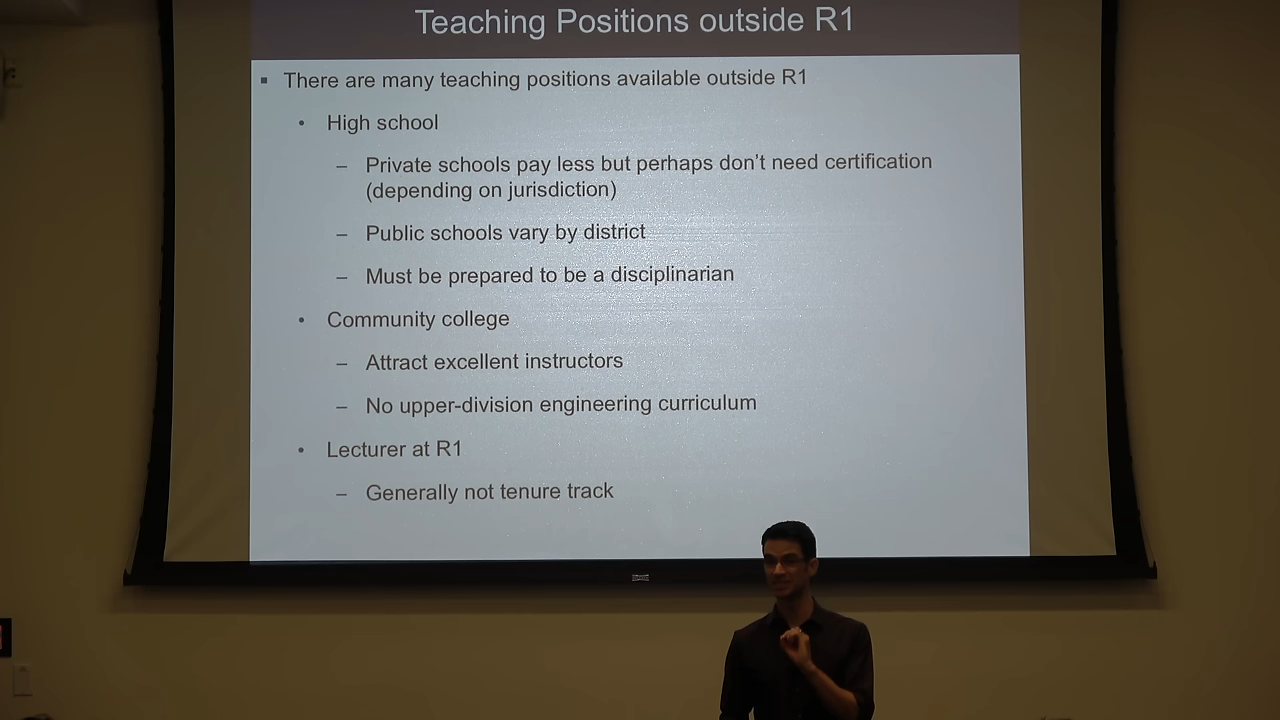 Teaching Positions outside R1
▪ There are many teaching positions available outside R1
• High school
– Private schools pay less but perhaps don't need certification
(depending on jurisdiction)
– Public schools vary by district
– Must be prepared to be a disciplinarian
• Community college
– Attract excellent instructors
– No upper-division engineering curriculum
• Lecturer at R1
– Generally not tenure track